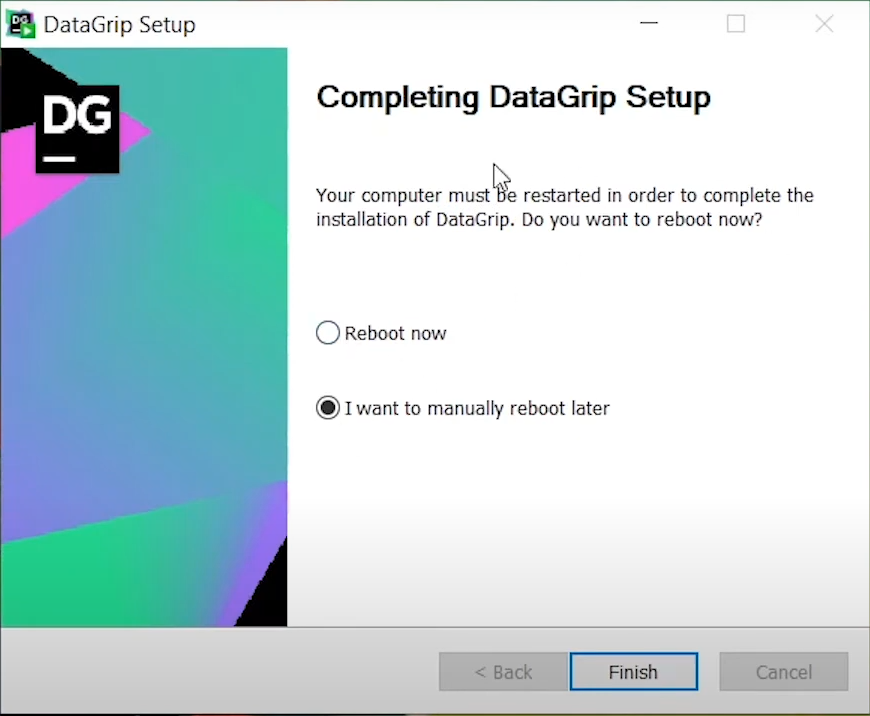 DG DataGrip Setup
DG
Completing DataGrip Setup
Your computer must be restarted in order to complete the
installation of DataGrip. Do you want to reboot now?
Reboot now
I want to manually reboot later
< Back
Finish
Cancel